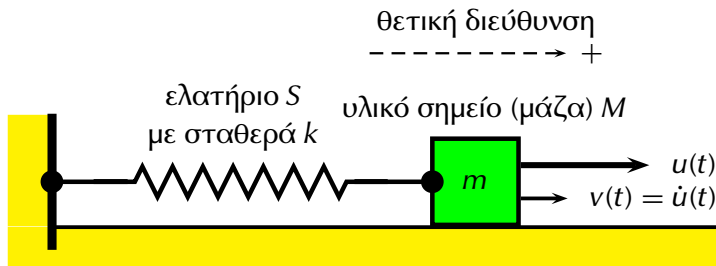 θετική διεύθυνση
+
ελατήριο S
με σταθερά k
υλικό σημείο (μάζα) M
m
u(t)
v(t) = u̇(t)